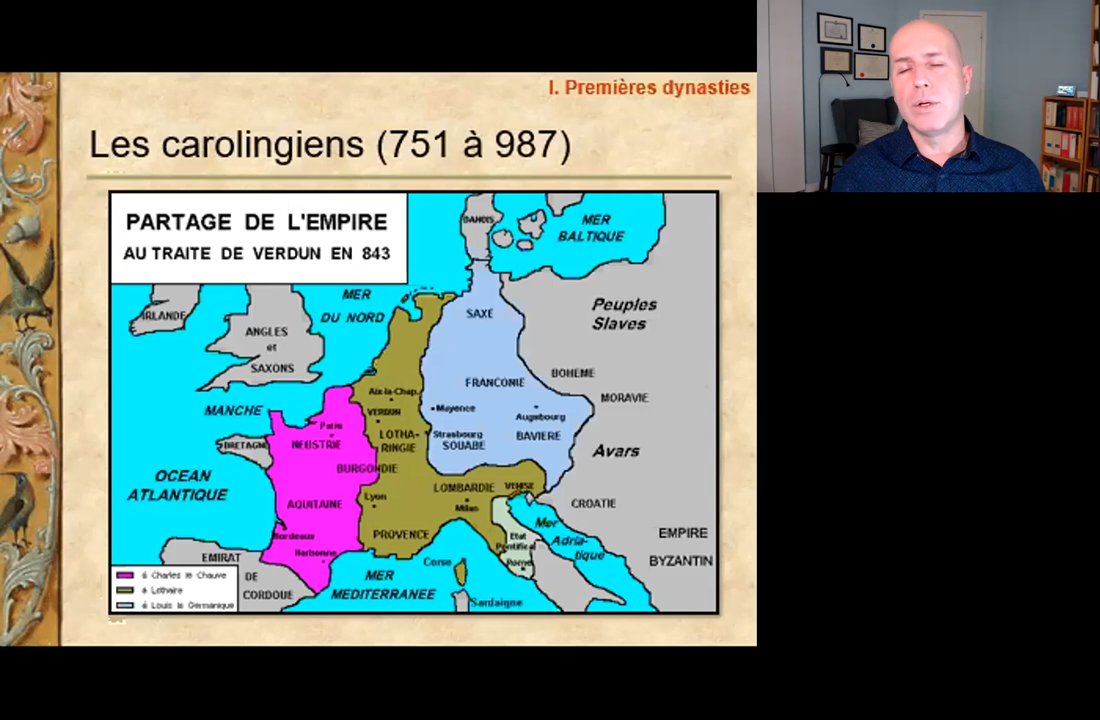 I. Premières dynasties
Les carolingiens (751 à 987)
PARTAGE DE L'EMPIRE
AU TRAITE DE VERDUN EN 843
DANOIS
MER
BALTIQUE
MER
DU NORD
IRLANDE
ANGLES
et
SAXONS
SAXE
Peuples
Slaves
FRANCONIE
BOHEME
MORAVIE
Aix-la-Chap.
MANCHE
VERDUN
Mayence
Augsbourg
Paris
BRETAGNE
NEUSTRIE
LOTHA-
RINGIE
Strasbourg
SOUABE
BAVIERE
Avars
BURGONDIE
OCEAN
ATLANTIQUE
AQUITAINE
Lyon
LOMBARDIE
VENISE
Milan
CROATIE
Bordeaux
PROVENCE
Mer
Adria-
tique
Etat
Pontifical
Rome
EMPIRE
BYZANTIN
Narbonne
EMIRAT
DE
CORDOUE
Corse
MER
MEDITERRANEE
Sardaigne
à Charles le Chauve
à Lothaire
à Louis le Germanique